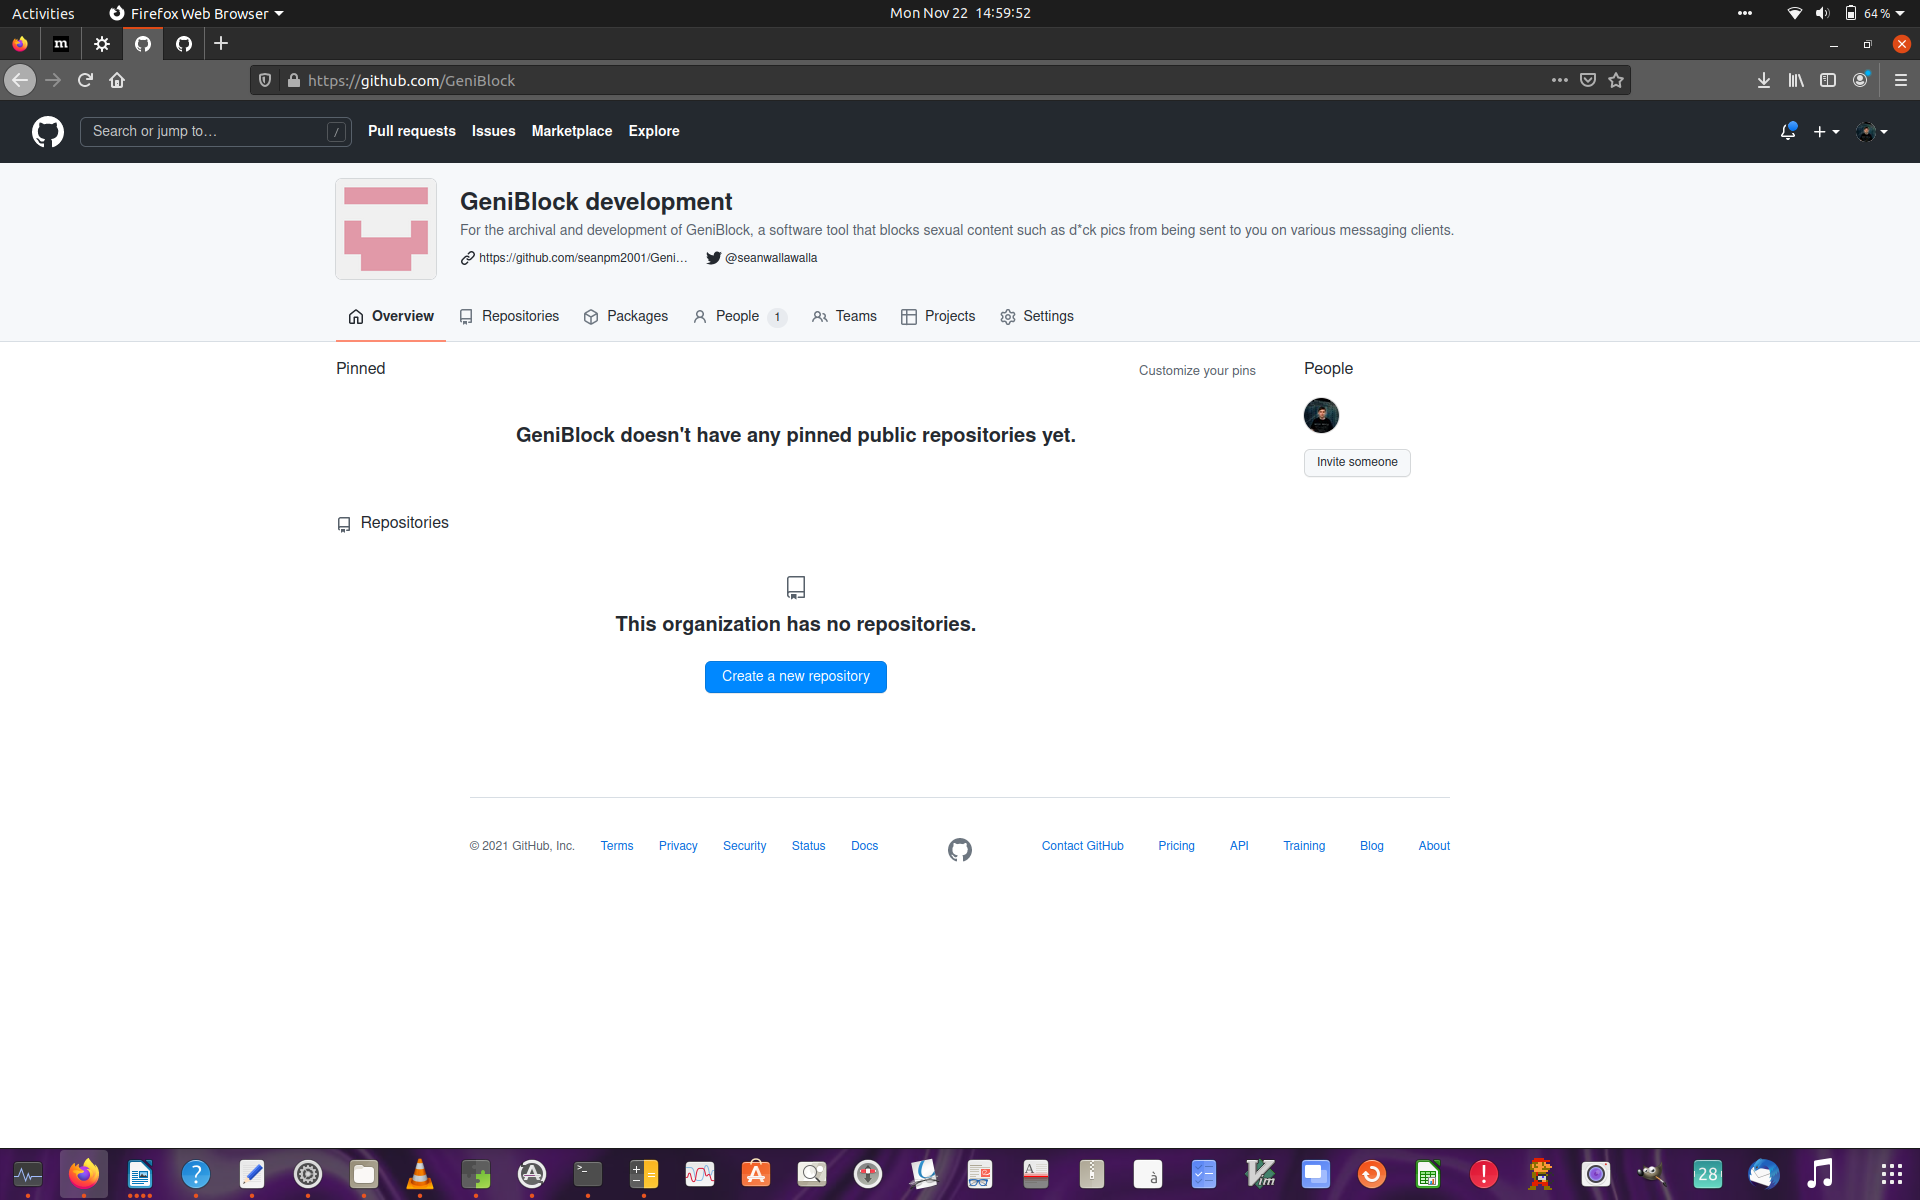 Activities Firefox Web Browser Mon Nov 22 14:59:52 64%
m
https://github.com/GeniBlock
Search or jump to… / Pull requests Issues Marketplace Explore
GeniBlock development
For the archival and development of GeniBlock, a software tool that blocks sexual content such as d*ck pics from being sent to you on various messaging clients.
https://github.com/seanpm2001/Geni… @seanwallawalla
Overview Repositories Packages People 1 Teams Projects Settings
Pinned Customize your pins People
GeniBlock doesn't have any pinned public repositories yet.
Invite someone
Repositories
This organization has no repositories.
Create a new repository
© 2021 GitHub, Inc. Terms Privacy Security Status Docs Contact GitHub Pricing API Training Blog About
? >_ A à Vim ! 28